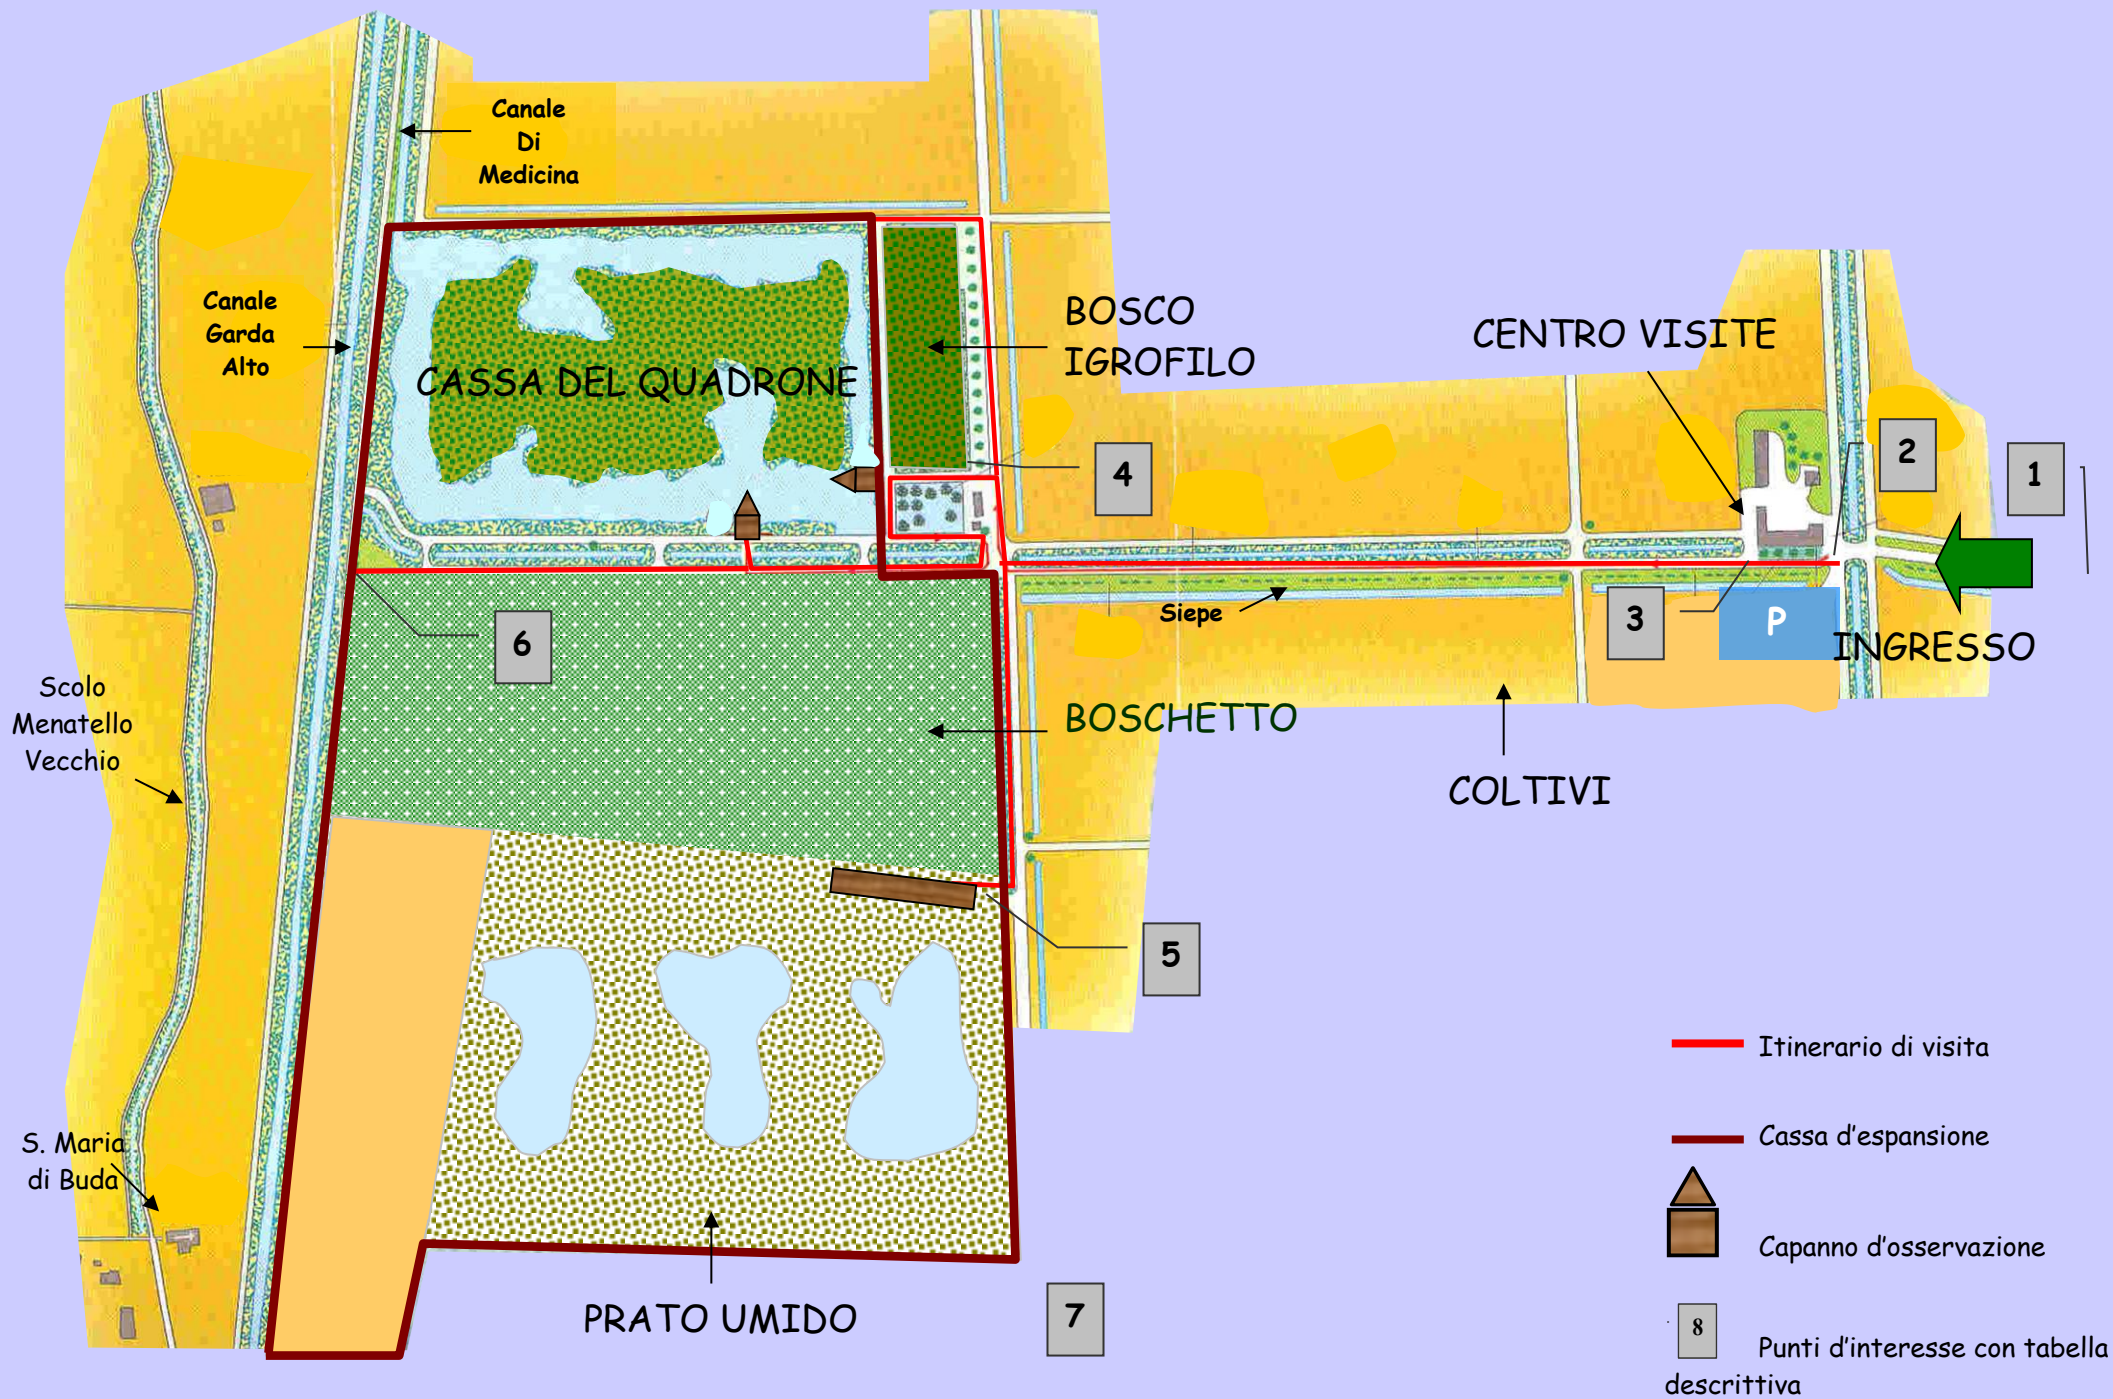 Canale
Di
Medicina
Canale
Garda
Alto
BOSCO
IGROFILO
CENTRO VISITE
CASSA DEL QUADRONE
2
1
4
Siepe
3
P
INGRESSO
6
Scolo
Menatello
Vecchio
BOSCHETTO
COLTIVI
5
Itinerario di visita
S. Maria
di Buda
Cassa d'espansione
Capanno d'osservazione
PRATO UMIDO
7
8
Punti d'interesse con tabella
descrittiva